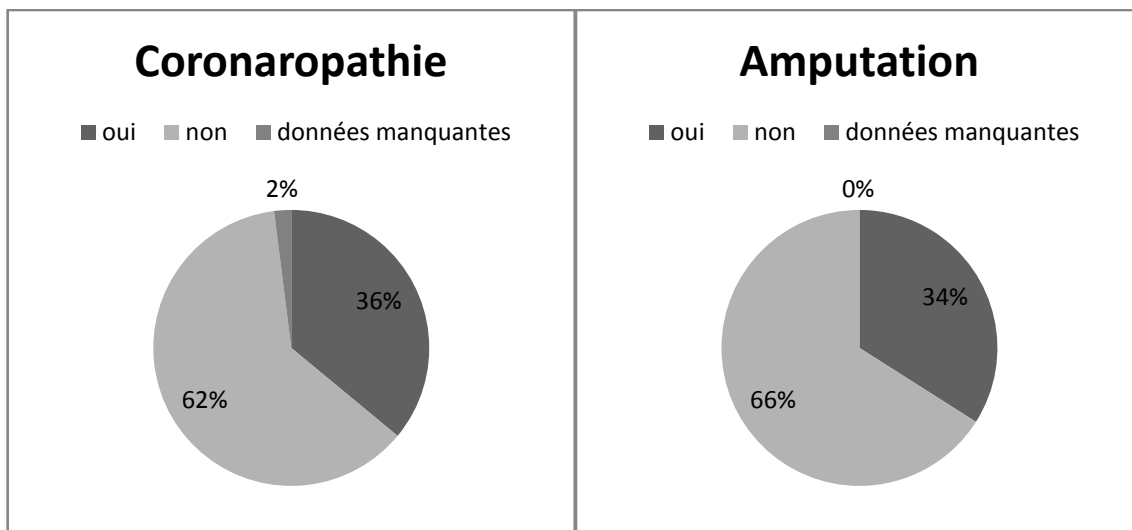 Coronaropathie
oui non données manquantes
2%
36%
62%
Amputation
oui non données manquantes
0%
34%
66%